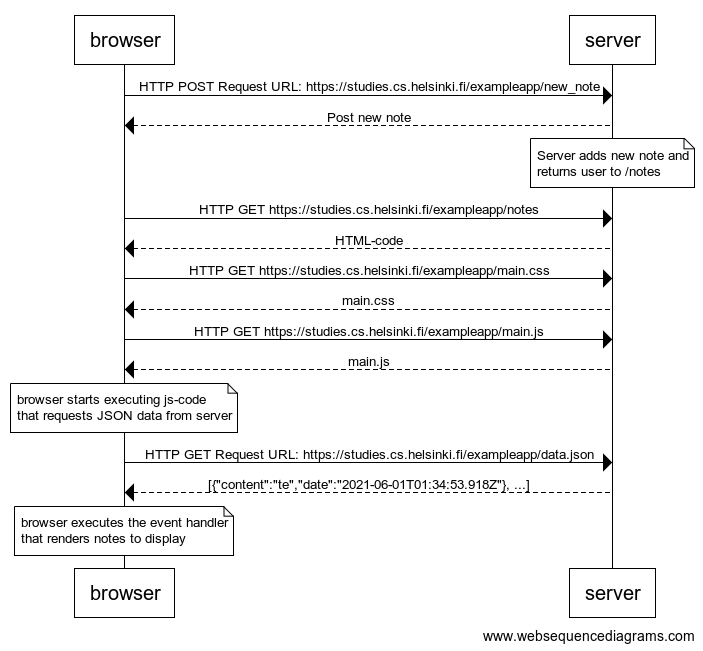 browser
server
HTTP POST Request URL: https://studies.cs.helsinki.fi/exampleapp/new_note
Post new note
Server adds new note and
returns user to /notes
HTTP GET https://studies.cs.helsinki.fi/exampleapp/notes
HTML-code
HTTP GET https://studies.cs.helsinki.fi/exampleapp/main.css
main.css
HTTP GET https://studies.cs.helsinki.fi/exampleapp/main.js
main.js
browser starts executing js-code
that requests JSON data from server
HTTP GET Request URL: https://studies.cs.helsinki.fi/exampleapp/data.json
[{"content":"te","date":"2021-06-01T01:34:53.918Z"}, ...]
browser executes the event handler
that renders notes to display
browser
server
www.websequencediagrams.com